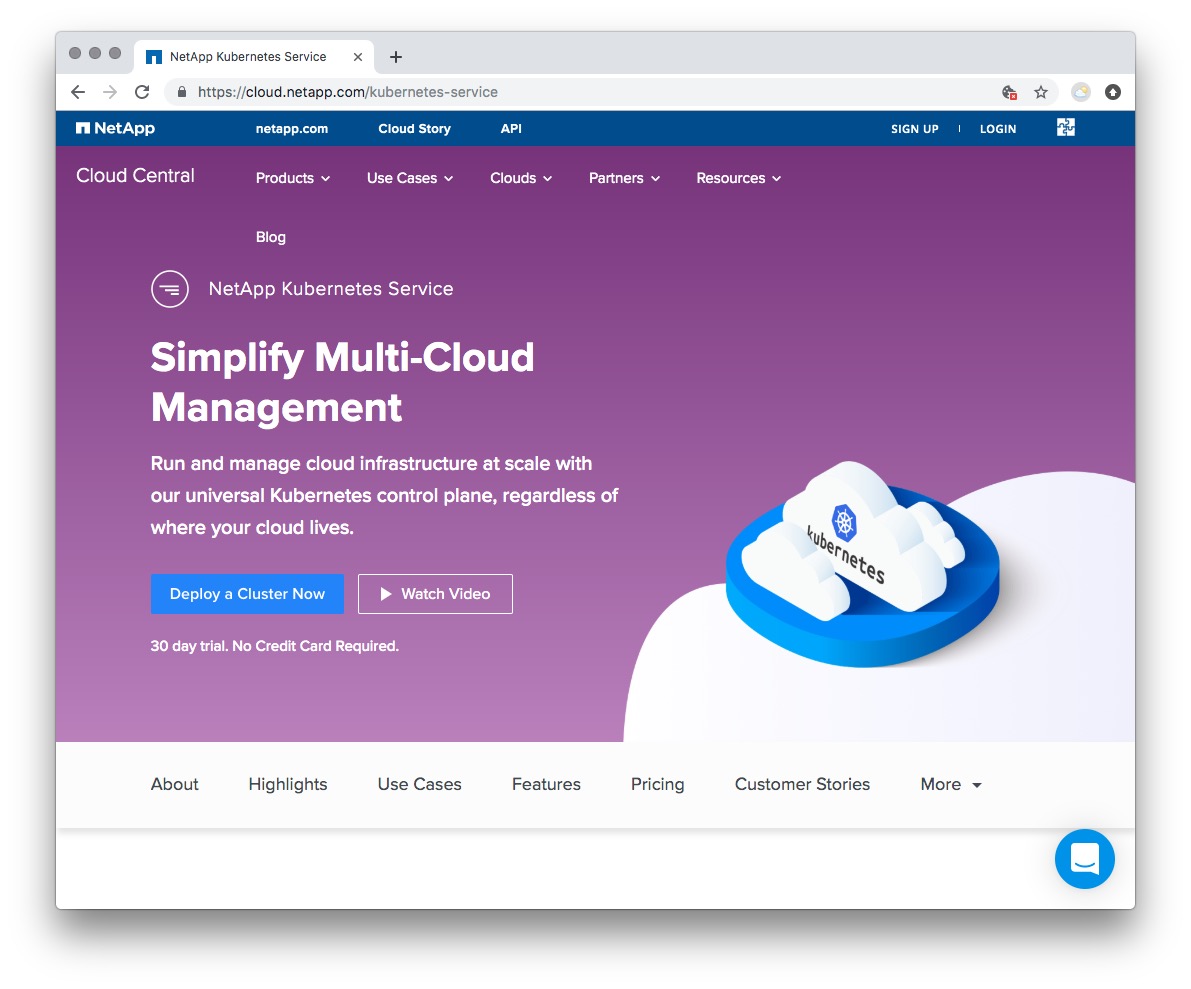 NetApp Kubernetes Service
https://cloud.netapp.com/kubernetes-service
NetApp netapp.com Cloud Story API SIGN UP LOGIN
Cloud Central Products Use Cases Clouds Partners Resources
Blog
NetApp Kubernetes Service
Simplify Multi-Cloud
Management
Run and manage cloud infrastructure at scale with
our universal Kubernetes control plane, regardless of
where your cloud lives.
kubernetes
Deploy a Cluster Now Watch Video
30 day trial. No Credit Card Required.
About Highlights Use Cases Features Pricing Customer Stories More